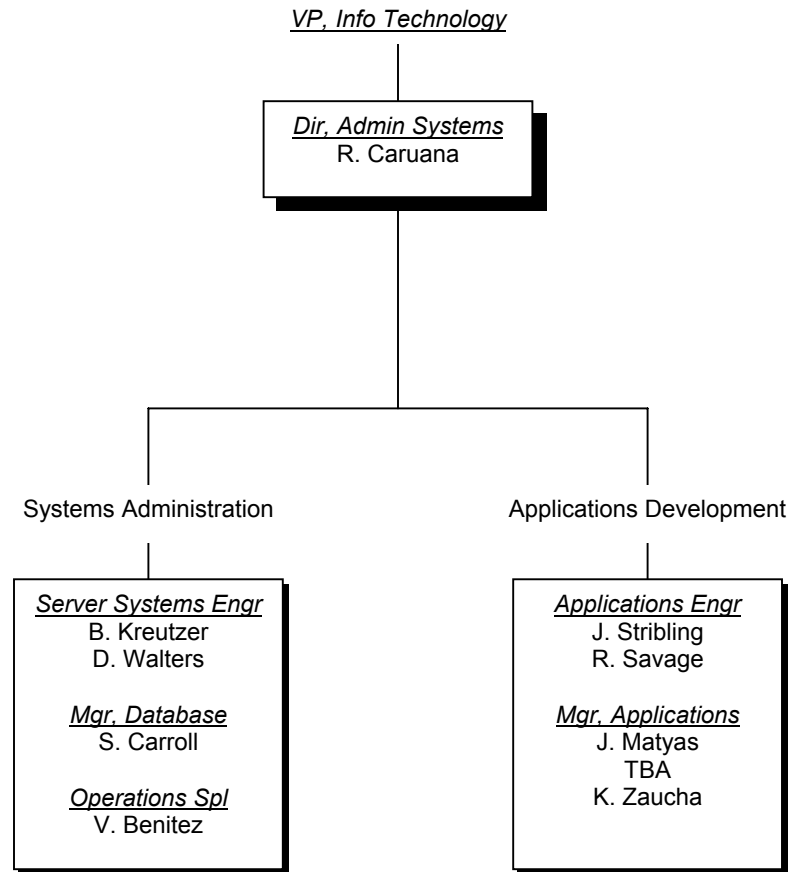 VP, Info Technology
Dir, Admin Systems
R. Caruana
Systems Administration
Applications Development
Server Systems Engr
B. Kreutzer
D. Walters
Mgr, Database
S. Carroll
Operations Spl
V. Benitez
Applications Engr
J. Stribling
R. Savage
Mgr, Applications
J. Matyas
TBA
K. Zaucha